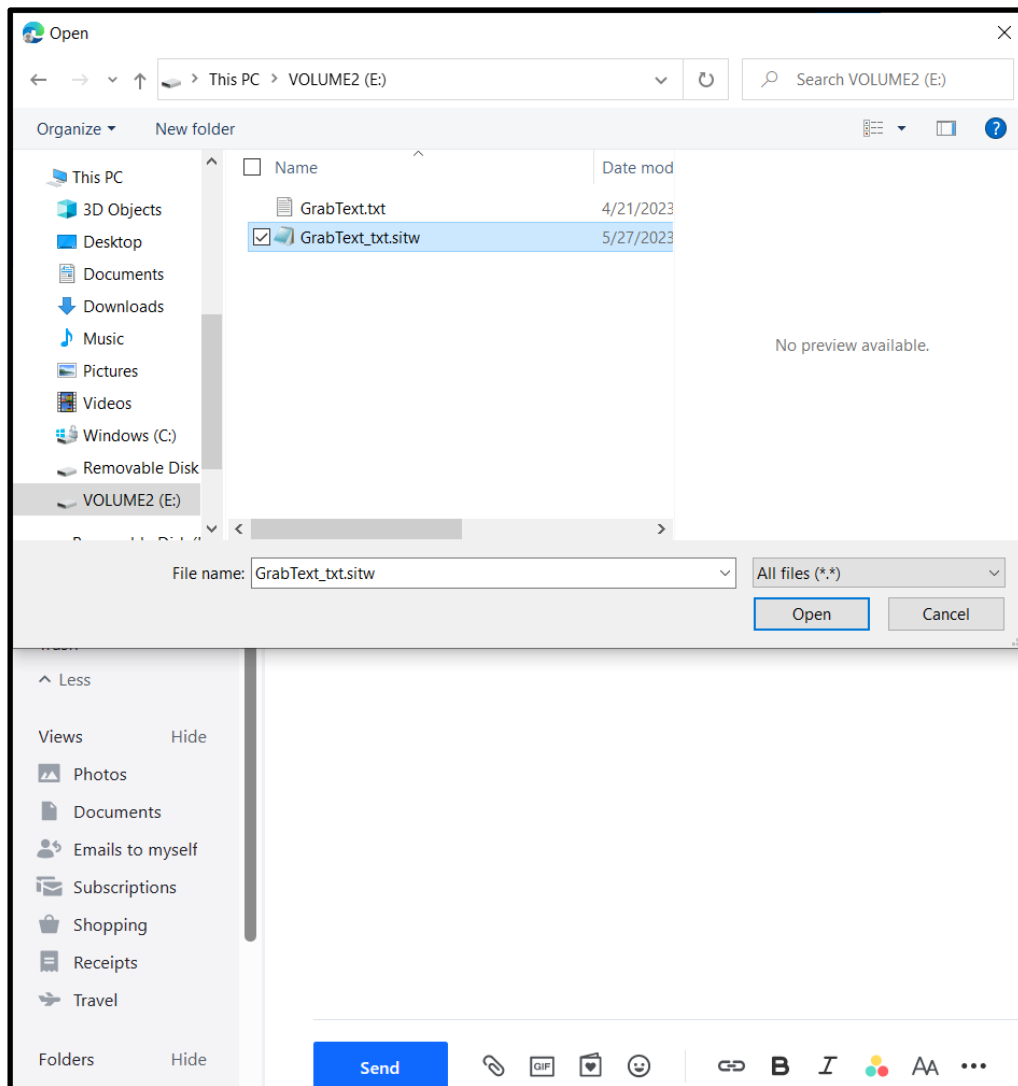 Open
This PC > VOLUME2 (E:)
Search VOLUME2 (E:)
Organize
New folder
This PC
3D Objects
Desktop
Documents
Downloads
Music
Pictures
Videos
Windows (C:)
Removable Disk
VOLUME2 (E:)
Name
Date mod
GrabText.txt
4/21/2023
GrabText_txt.sitw
5/27/2023
No preview available.
File name:
GrabText_txt.sitw
All files (*.*)
Open
Cancel
Less
Views
Hide
Photos
Documents
Emails to myself
Subscriptions
Shopping
Receipts
Travel
Folders
Hide
Send
GIF
B
I
AA